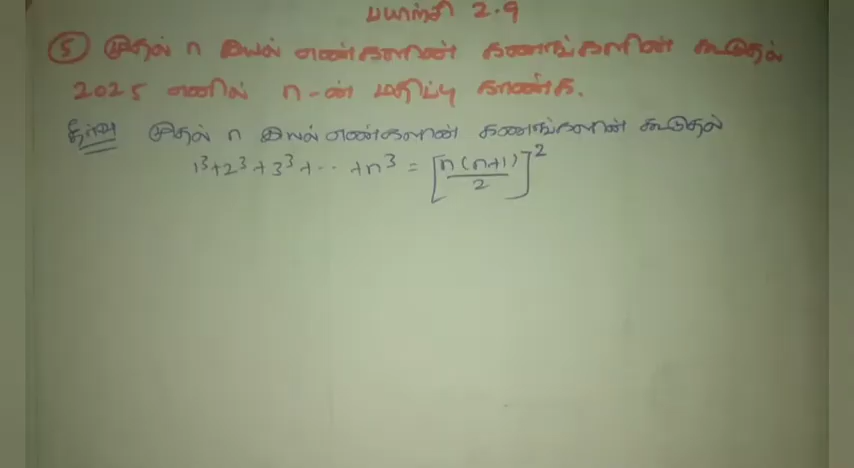 பயிற்சி 2.9
⑤ முதல் n இயல் எண்களின் கனங்களின் கூடுதல்
2025 எனில் n-ன் மதிப்பு காண்க.
தீர்வு முதல் n இயல் எண்களின் கனங்களின் கூடுதல்
1³+2³+3³+··· +n³ = [n(n+1)/2]²